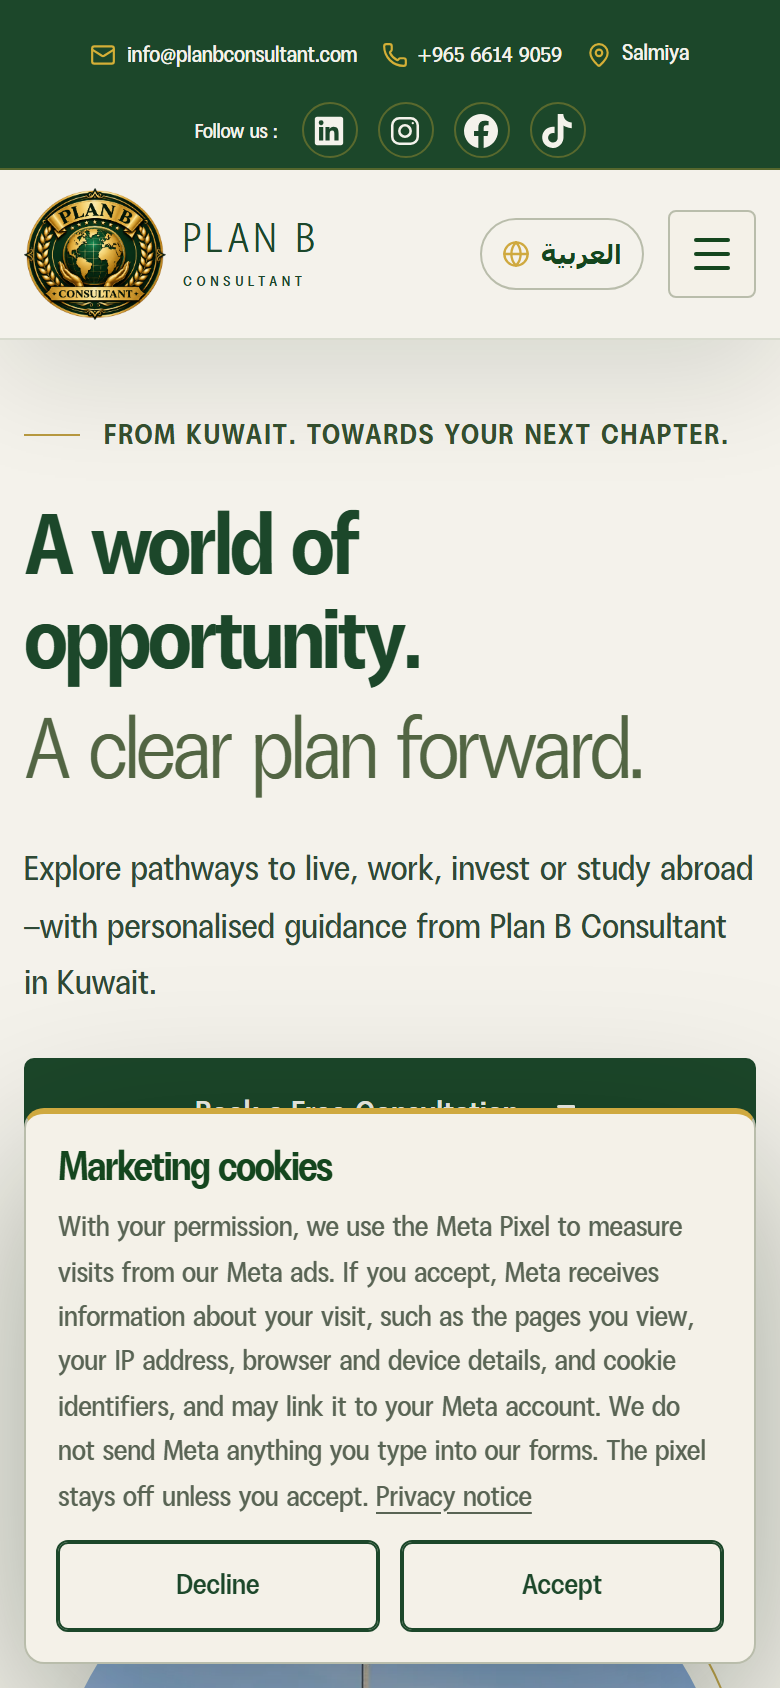 info@planbconsultant.com +965 6614 9059 Salmiya
Follow us :
PLAN B
CONSULTANT
PLAN B
CONSULTANT
العربية
FROM KUWAIT. TOWARDS YOUR NEXT CHAPTER.
A world of
opportunity.
A clear plan forward.
Explore pathways to live, work, invest or study abroad
—with personalised guidance from Plan B Consultant
in Kuwait.
Book a Free Consultation
Marketing cookies
With your permission, we use the Meta Pixel to measure
visits from our Meta ads. If you accept, Meta receives
information about your visit, such as the pages you view,
your IP address, browser and device details, and cookie
identifiers, and may link it to your Meta account. We do
not send Meta anything you type into our forms. The pixel
stays off unless you accept. Privacy notice
Decline
Accept